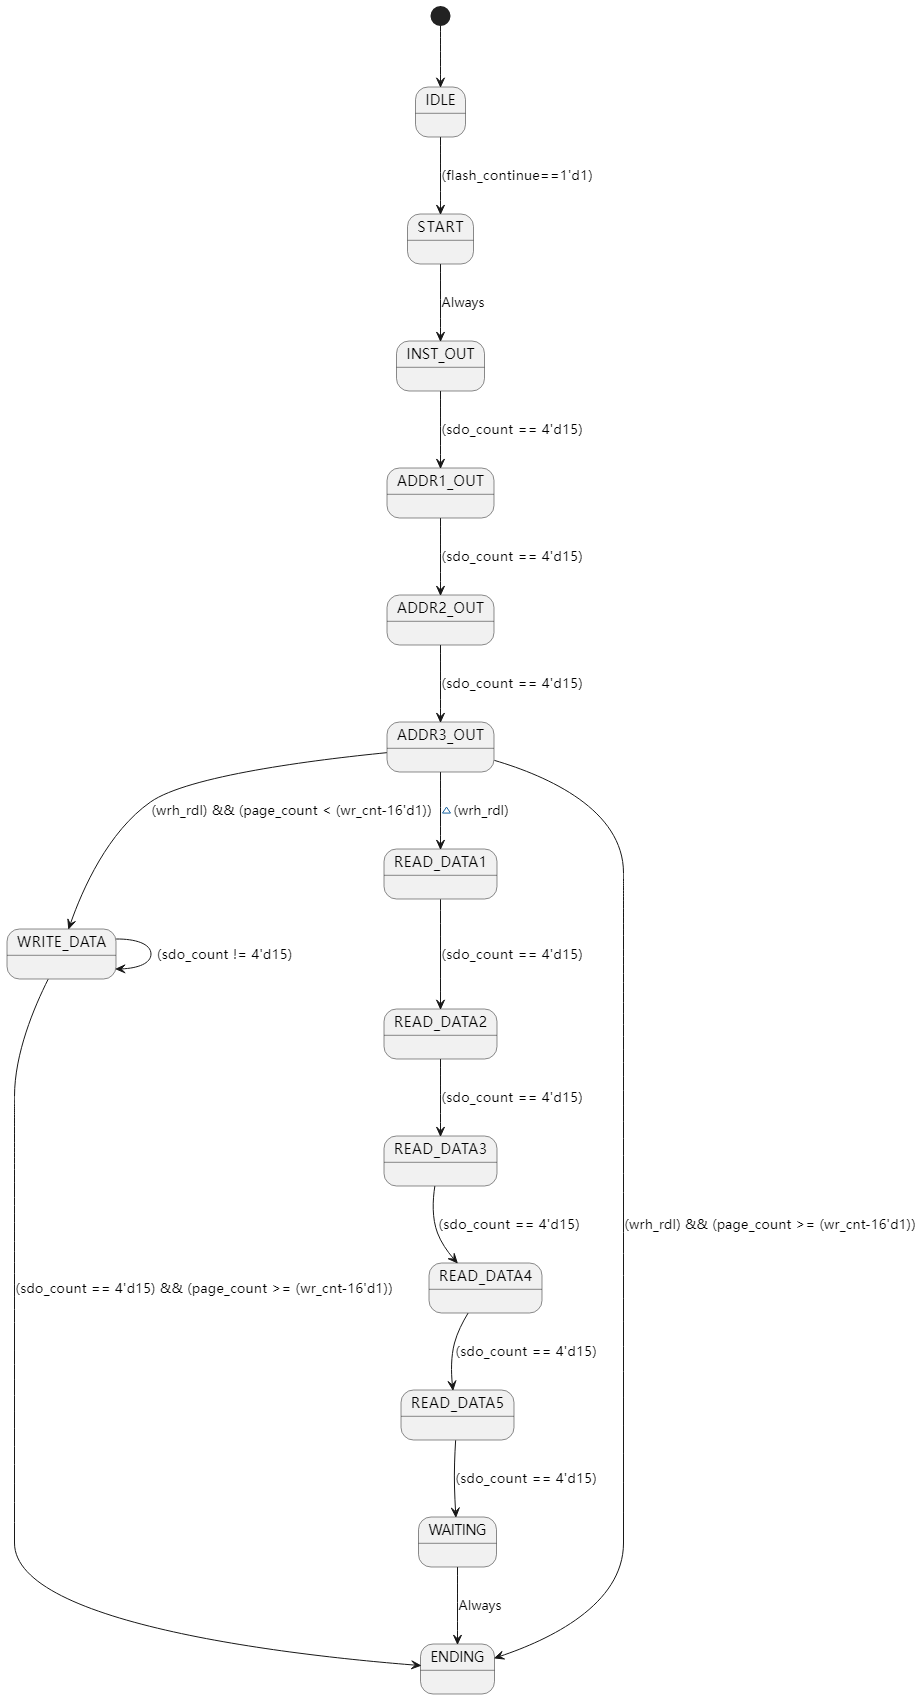 IDLE
(flash_continue==1'd1)
START
Always
INST_OUT
(sdo_count == 4'd15)
ADDR1_OUT
(sdo_count == 4'd15)
ADDR2_OUT
(sdo_count == 4'd15)
ADDR3_OUT
(wrh_rdl) && (page_count < (wr_cnt-16'd1))
(wrh_rdl)
READ_DATA1
WRITE_DATA
(sdo_count != 4'd15)
(sdo_count == 4'd15)
READ_DATA2
(sdo_count == 4'd15)
READ_DATA3
(sdo_count == 4'd15)
(wrh_rdl) && (page_count >= (wr_cnt-16'd1))
READ_DATA4
(sdo_count == 4'd15) && (page_count >= (wr_cnt-16'd1))
(sdo_count == 4'd15)
READ_DATA5
(sdo_count == 4'd15)
WAITING
Always
ENDING